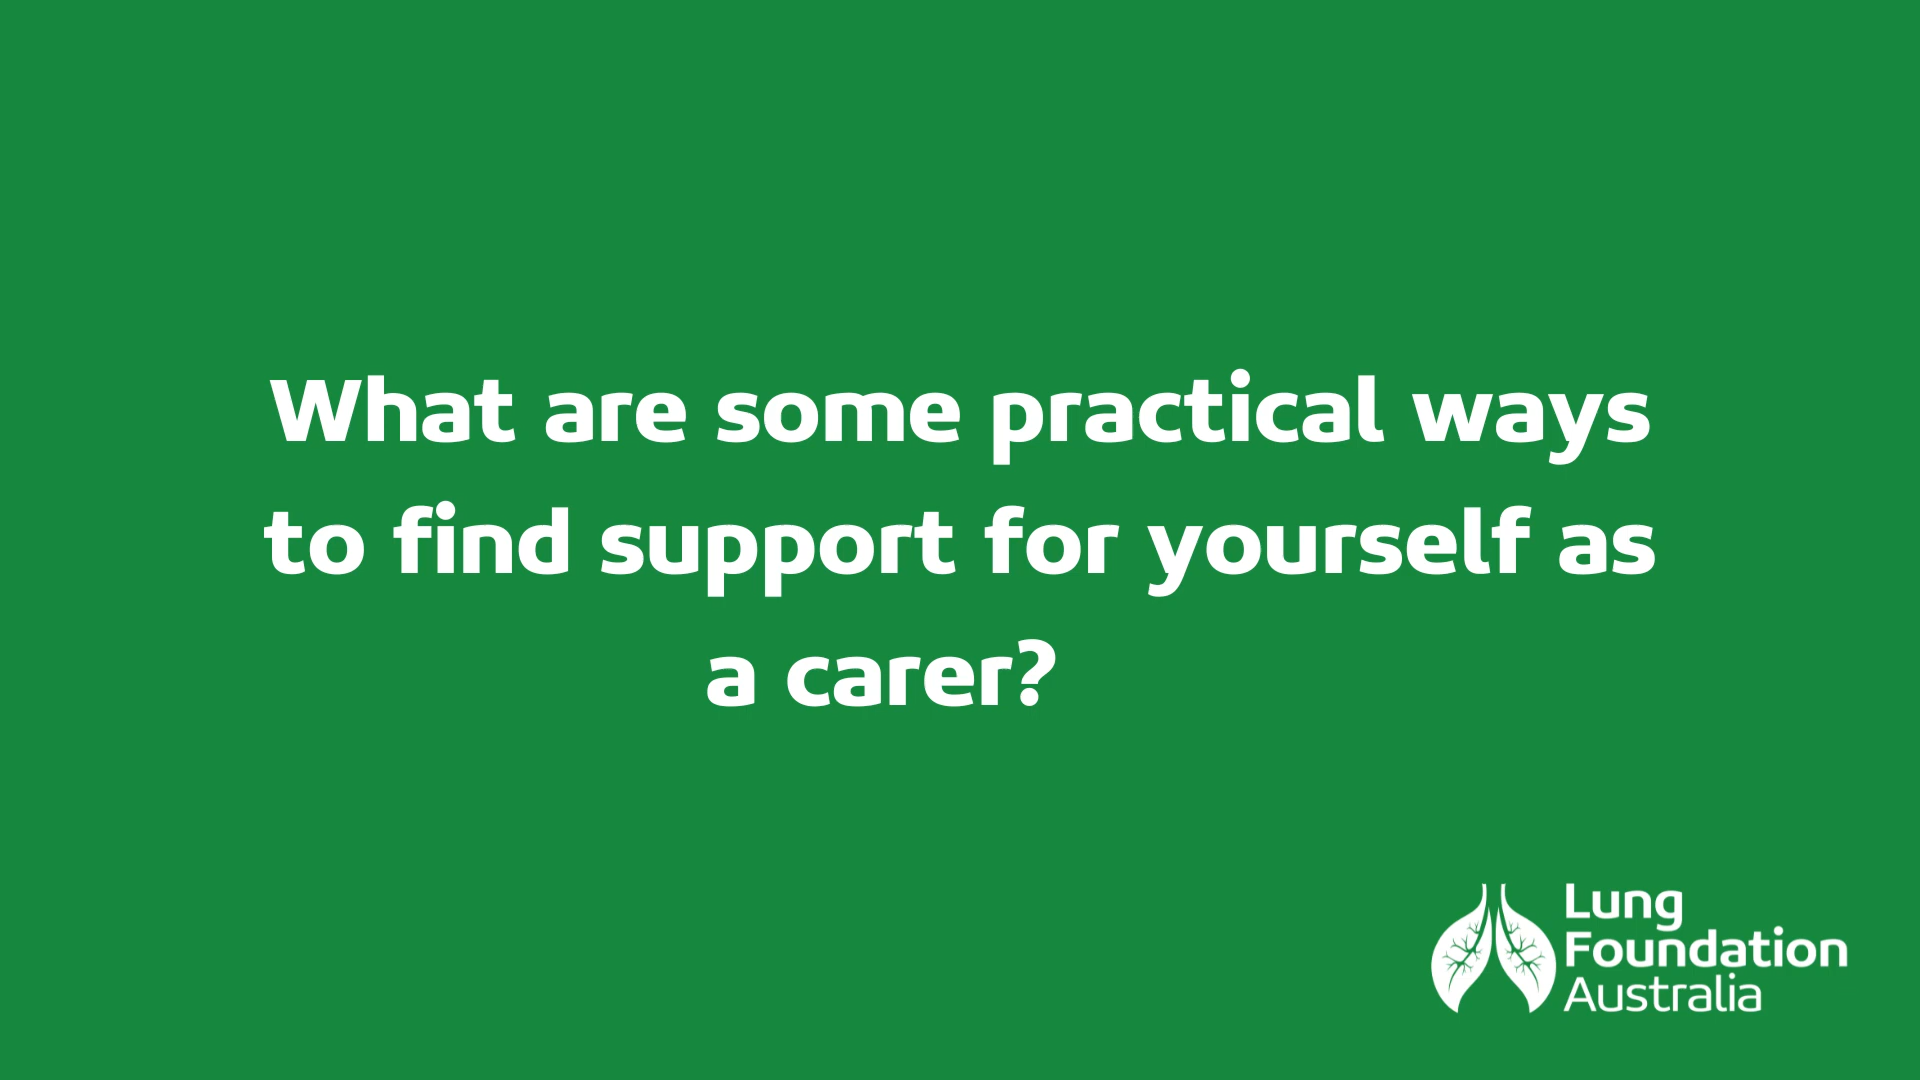 What are some practical ways
to find support for yourself as
a carer?
Lung
Foundation
Australia